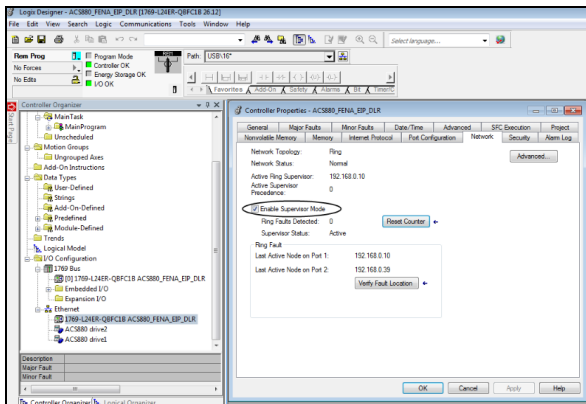 Logix Designer - ACS880_FENA_EIP_DLR [1769-L24ER-QBFC1B 26.12]
File Edit View Search Logic Communications Tools Window Help
Select language...
Rem Prog
Program Mode
Path: USB\16*
No Forces
Controller OK
Energy Storage OK
No Edits
I/O OK
Favorites Add-On Safety Alarms Bit Timer/C
Start Page
Controller Organizer
MainTask
MainProgram
Unscheduled
Motion Groups
Ungrouped Axes
Add-On Instructions
Data Types
User-Defined
Strings
Add-On-Defined
Predefined
Module-Defined
Trends
Logical Model
I/O Configuration
1769 Bus
[0] 1769-L24ER-QBFC1B ACS880_FENA_EIP_DLR
Embedded I/O
Expansion I/O
Ethernet
1769-L24ER-QBFC1B ACS880_FENA_EIP_DLR
ACS880 drive2
ACS880 drive1
Description
Major Fault
Minor Fault
Controller Organizer Logical Organizer
Controller Properties - ACS880_FENA_EIP_DLR
General Major Faults Minor Faults Date/Time Advanced SFC Execution Project
Nonvolatile Memory Memory Internet Protocol Port Configuration Network Security Alarm Log
Network Topology: Ring
Advanced...
Network Status: Normal
Active Ring Supervisor: 192.168.0.10
Active Supervisor Precedence: 0
Enable Supervisor Mode
Ring Faults Detected: 0
Reset Counter
Supervisor Status: Active
Ring Fault
Last Active Node on Port 1: 192.168.0.10
Last Active Node on Port 2: 192.168.0.39
Verify Fault Location
OK Cancel Apply Help